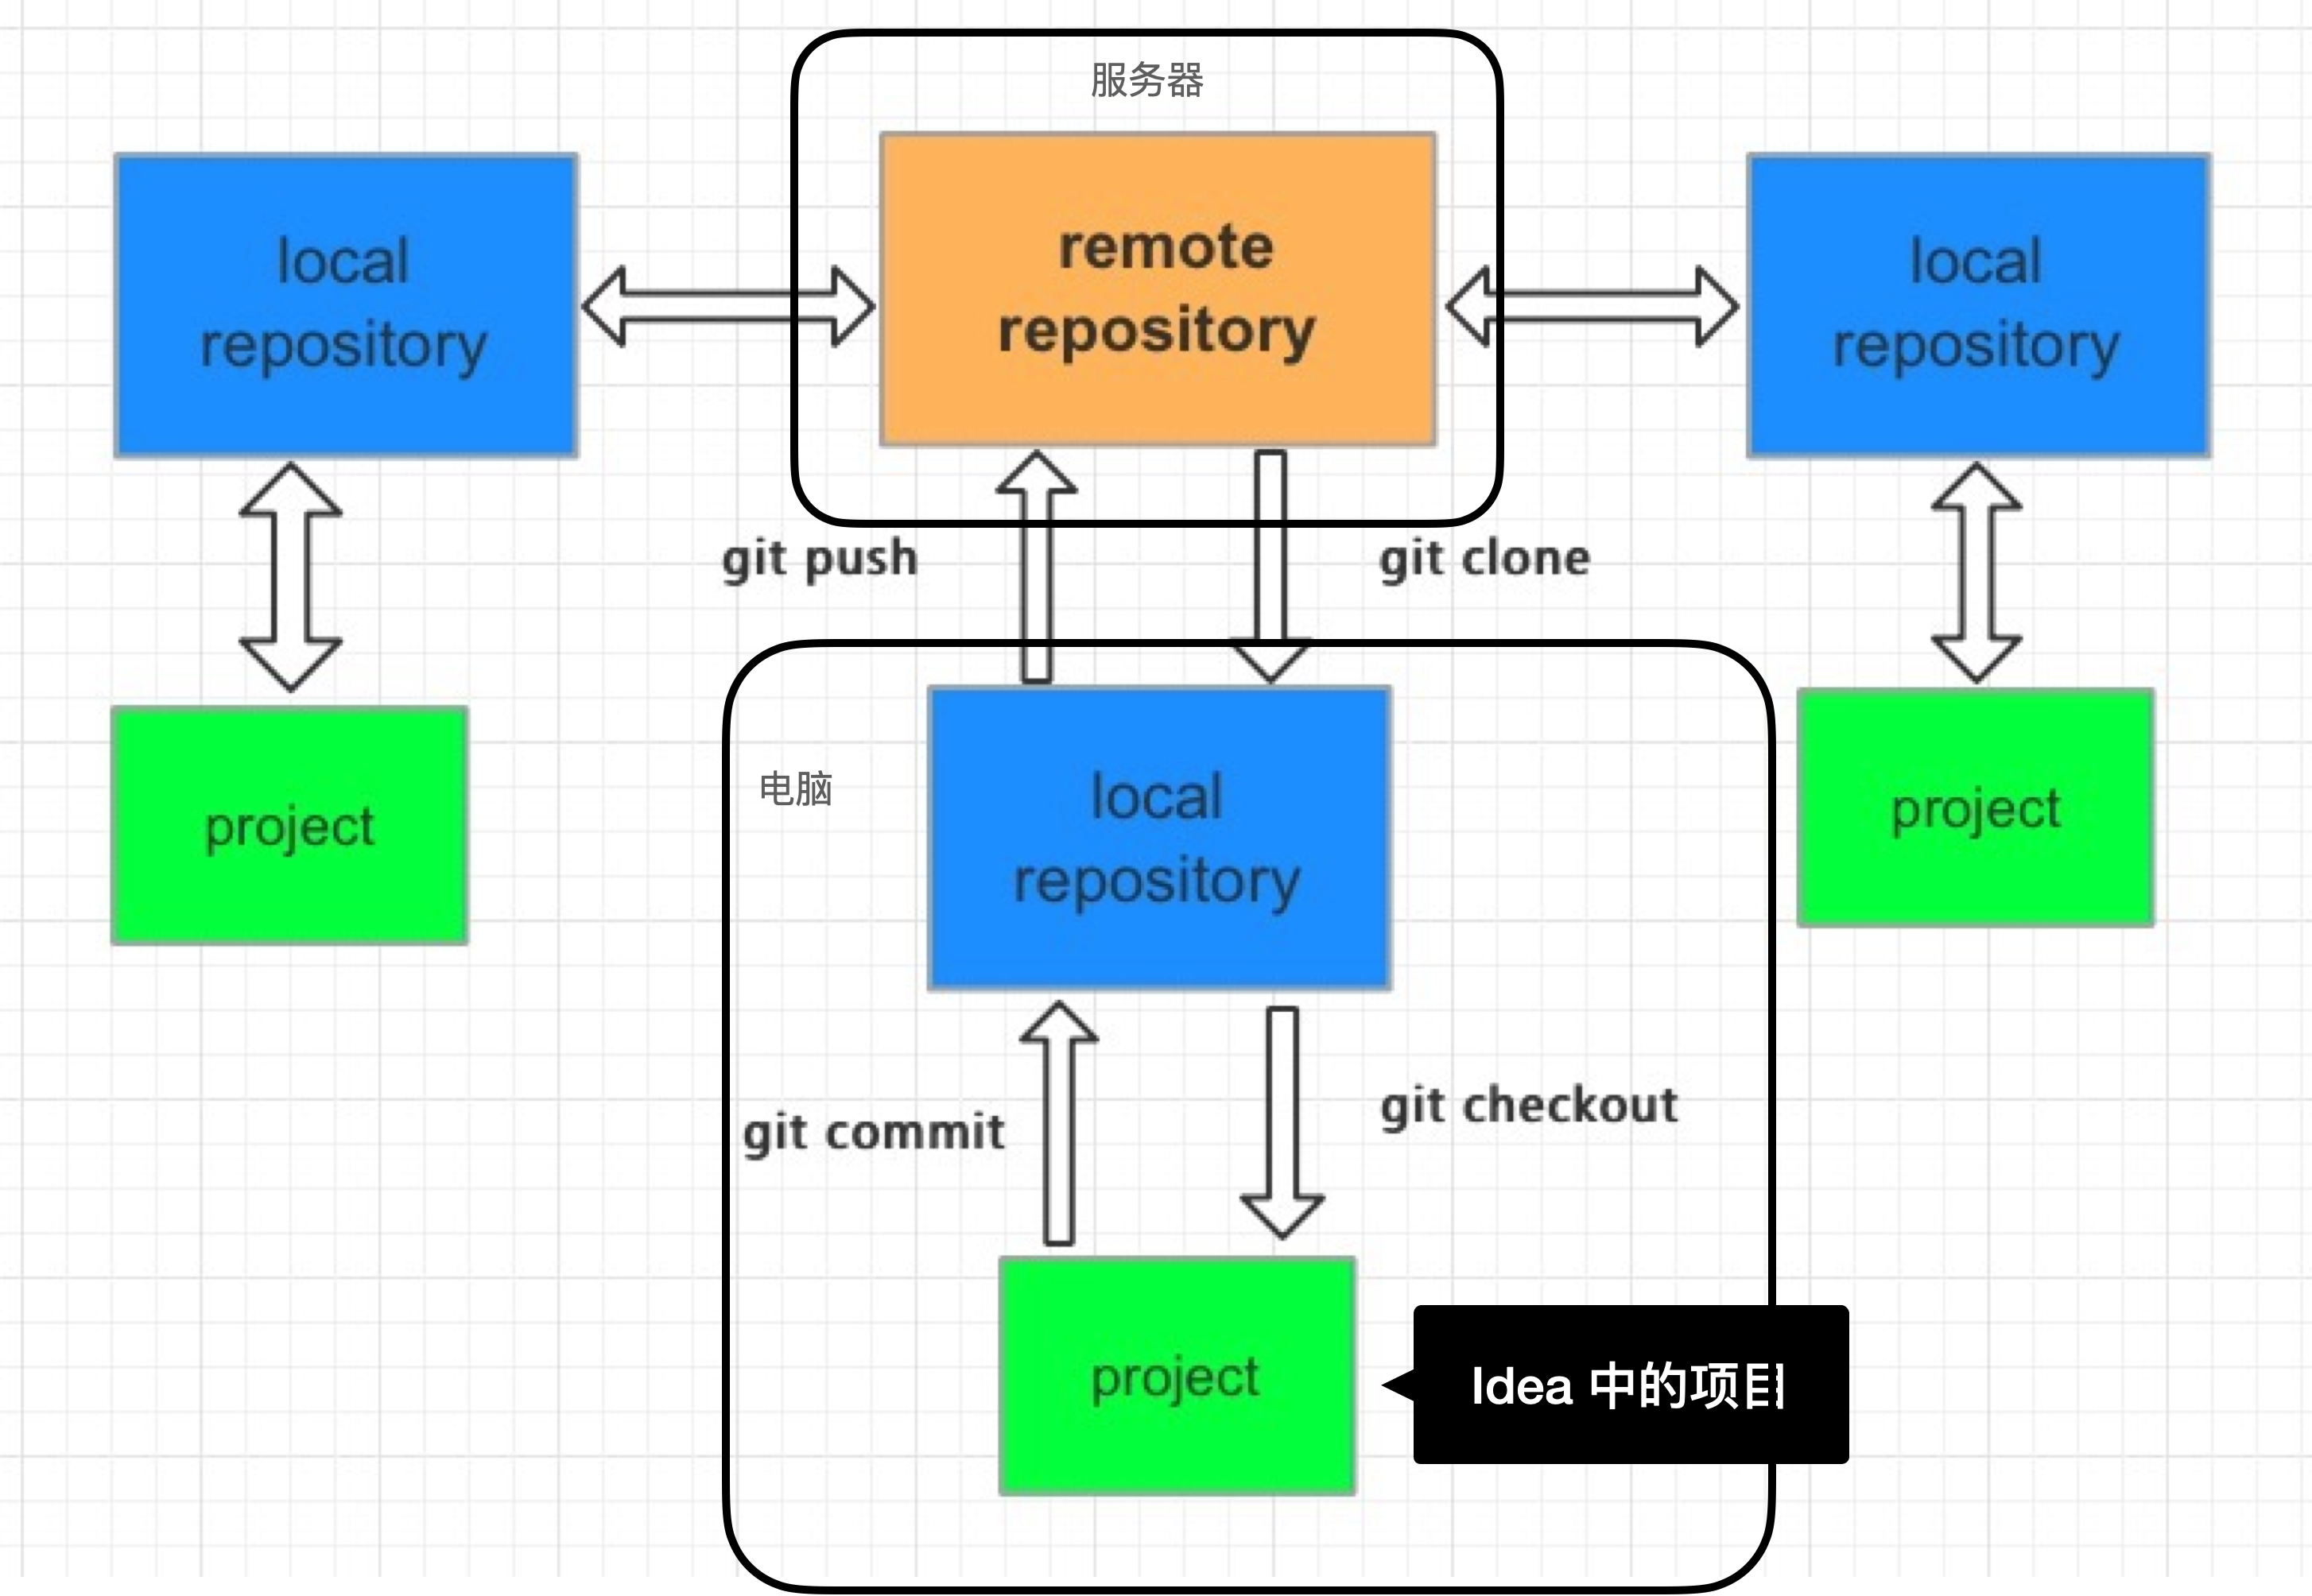 服务器
local
repository
remote
repository
local
repository
git push
git clone
project
电脑
local
repository
project
git commit
git checkout
project
Idea 中的项目